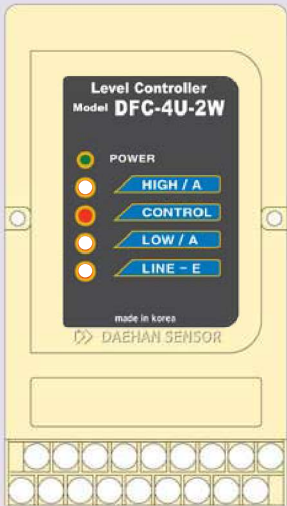 Level Controller
Model DFC-4U-2W
POWER
HIGH / A
CONTROL
LOW / A
LINE - E
made in korea
DAEHAN SENSOR